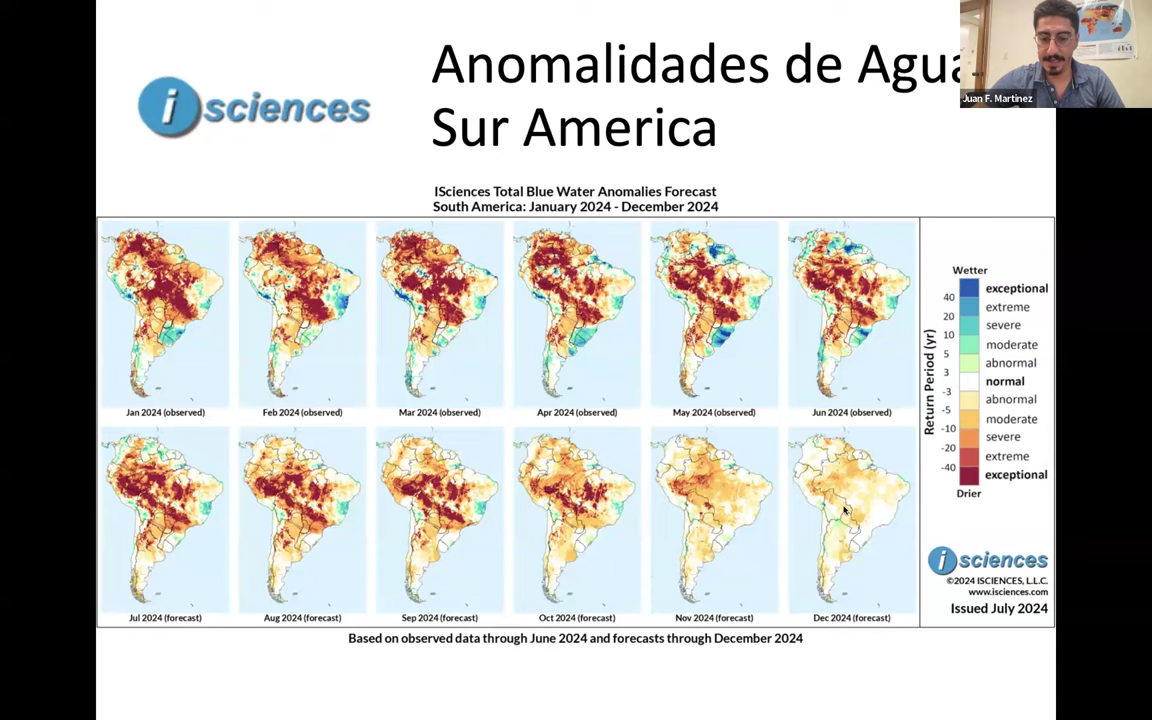 Anomalidades de Agua
Sur America
isciences
Juan F. Martinez
ISciences Total Blue Water Anomalies Forecast
South America: January 2024 - December 2024
Jan 2024 (observed)
Feb 2024 (observed)
Mar 2024 (observed)
Apr 2024 (observed)
May 2024 (observed)
Jun 2024 (observed)
Jul 2024 (forecast)
Aug 2024 (forecast)
Sep 2024 (forecast)
Oct 2024 (forecast)
Nov 2024 (forecast)
Dec 2024 (forecast)
Return Period (yr)
Wetter
exceptional
40
extreme
20
severe
10
moderate
5
abnormal
3
normal
-3
abnormal
-5
moderate
-10
severe
-20
extreme
-40
exceptional
Drier
isciences
©2024 ISCIENCES, L.L.C.
www.isciences.com
Issued July 2024
Based on observed data through June 2024 and forecasts through December 2024